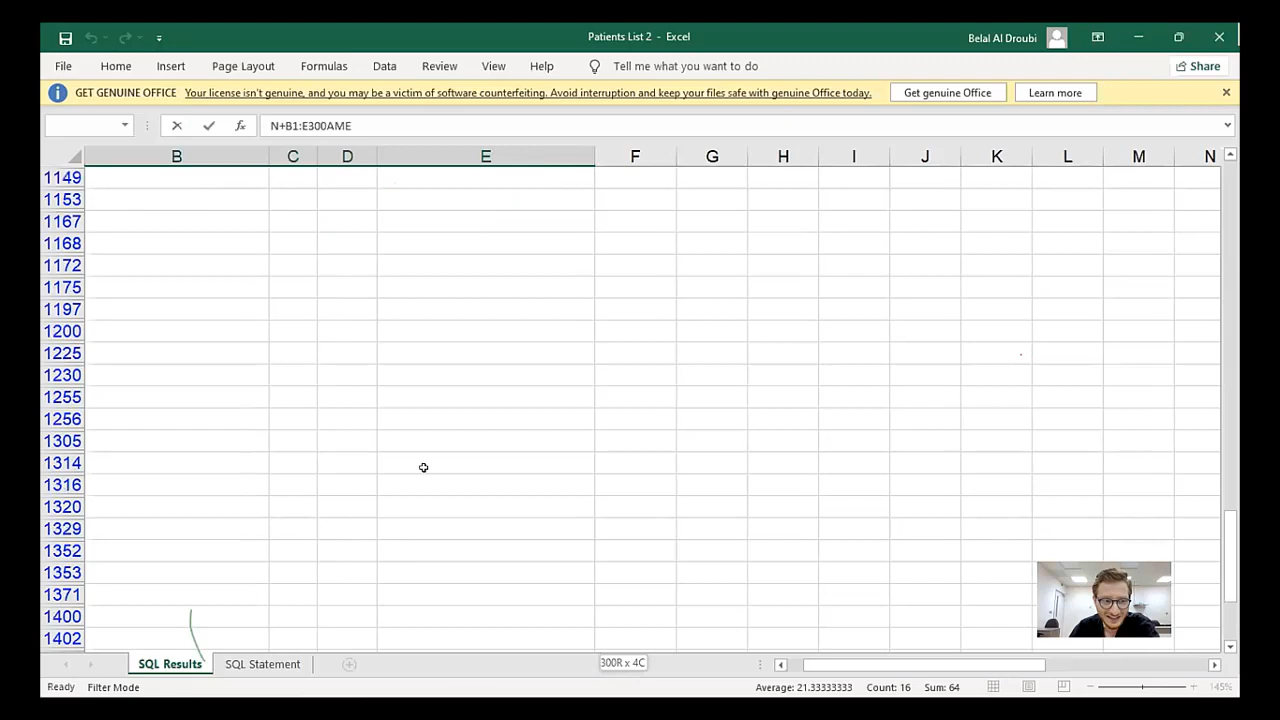 Patients List 2 - Excel
Belal Al Droubi
File Home Insert Page Layout Formulas Data Review View Help Tell me what you want to do Share
GET GENUINE OFFICE Your license isn't genuine, and you may be a victim of software counterfeiting. Avoid interruption and keep your files safe with genuine Office today. Get genuine Office Learn more
fx N+B1:E300AME
B C D E F G H I J K L M N
1149
1153
1167
1168
1172
1175
1197
1200
1225
1230
1255
1256
1305
1314
1316
1320
1329
1352
1353
1371
1400
1402
SQL Results SQL Statement 300R x 4C
Ready Filter Mode Average: 21.33333333 Count: 16 Sum: 64 145%